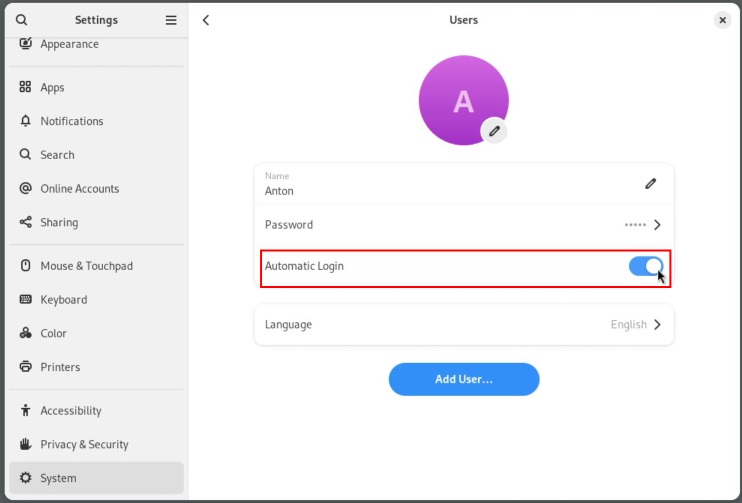 Settings
Appearance
Apps
Notifications
Search
Online Accounts
Sharing
Mouse & Touchpad
Keyboard
Color
Printers
Accessibility
Privacy & Security
System
Users
A
Name
Anton
Password •••••
Automatic Login
Language English
Add User...